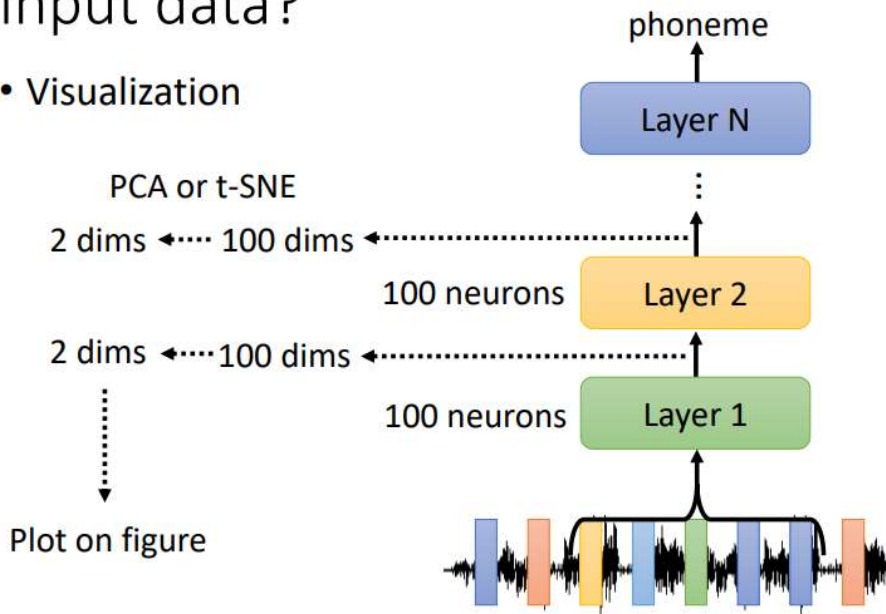 input data?
• Visualization
phoneme
Layer N
⋮
PCA or t-SNE
2 dims
100 dims
100 neurons
Layer 2
2 dims
100 dims
100 neurons
Layer 1
Plot on figure